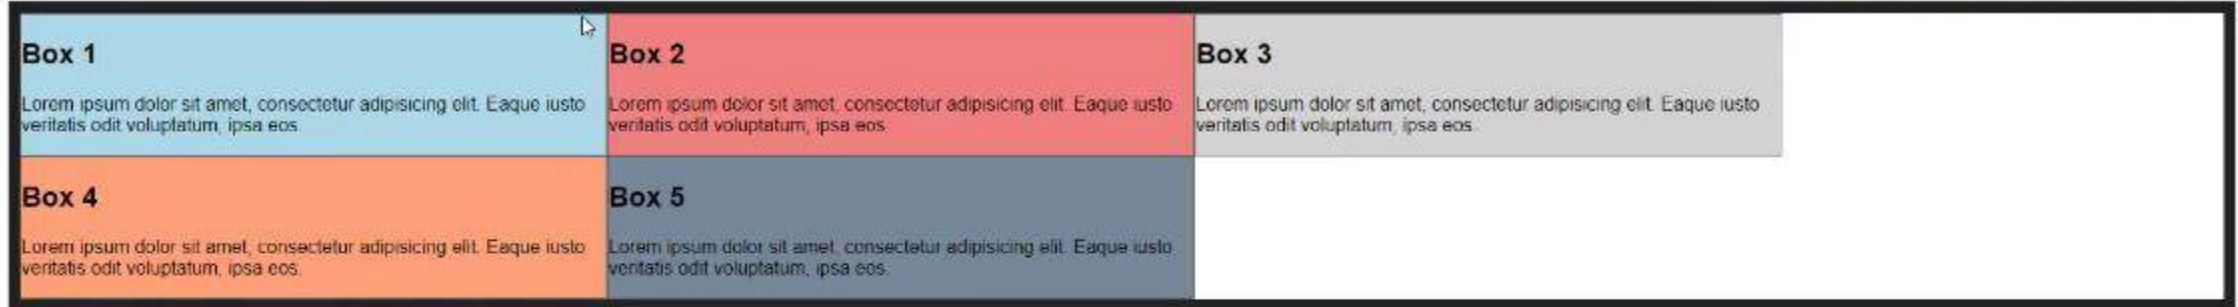 Box 1
Lorem ipsum dolor sit amet, consectetur adipisicing elit. Eaque iusto
veritatis odit voluptatum, ipsa eos.
Box 2
Lorem ipsum dolor sit amet, consectetur adipisicing elit. Eaque iusto
veritatis odit voluptatum, ipsa eos.
Box 3
Lorem ipsum dolor sit amet, consectetur adipisicing elit. Eaque iusto
veritatis odit voluptatum, ipsa eos.
Box 4
Lorem ipsum dolor sit amet, consectetur adipisicing elit. Eaque iusto
veritatis odit voluptatum, ipsa eos.
Box 5
Lorem ipsum dolor sit amet, consectetur adipisicing elit. Eaque iusto
veritatis odit voluptatum, ipsa eos.